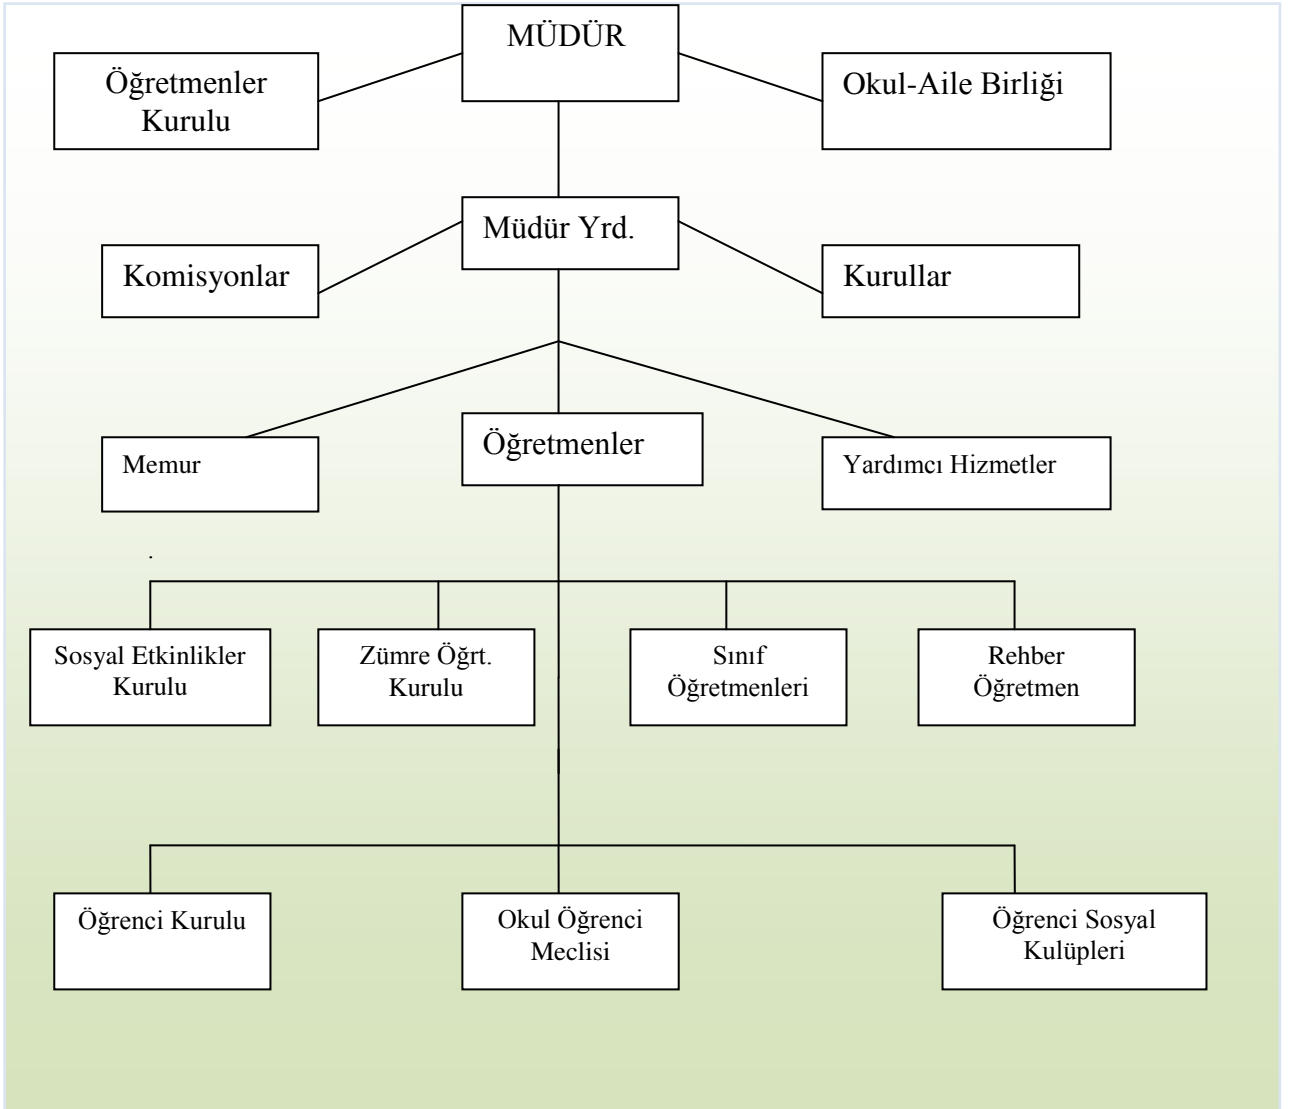 MÜDÜR
Öğretmenler
Kurulu
Okul-Aile Birliği
Müdür Yrd.
Komisyonlar
Kurullar
Memur
Öğretmenler
Yardımcı Hizmetler
.
Sosyal Etkinlikler
Kurulu
Zümre Öğrt.
Kurulu
Sınıf
Öğretmenleri
Rehber
Öğretmen
Öğrenci Kurulu
Okul Öğrenci
Meclisi
Öğrenci Sosyal
Kulüpleri